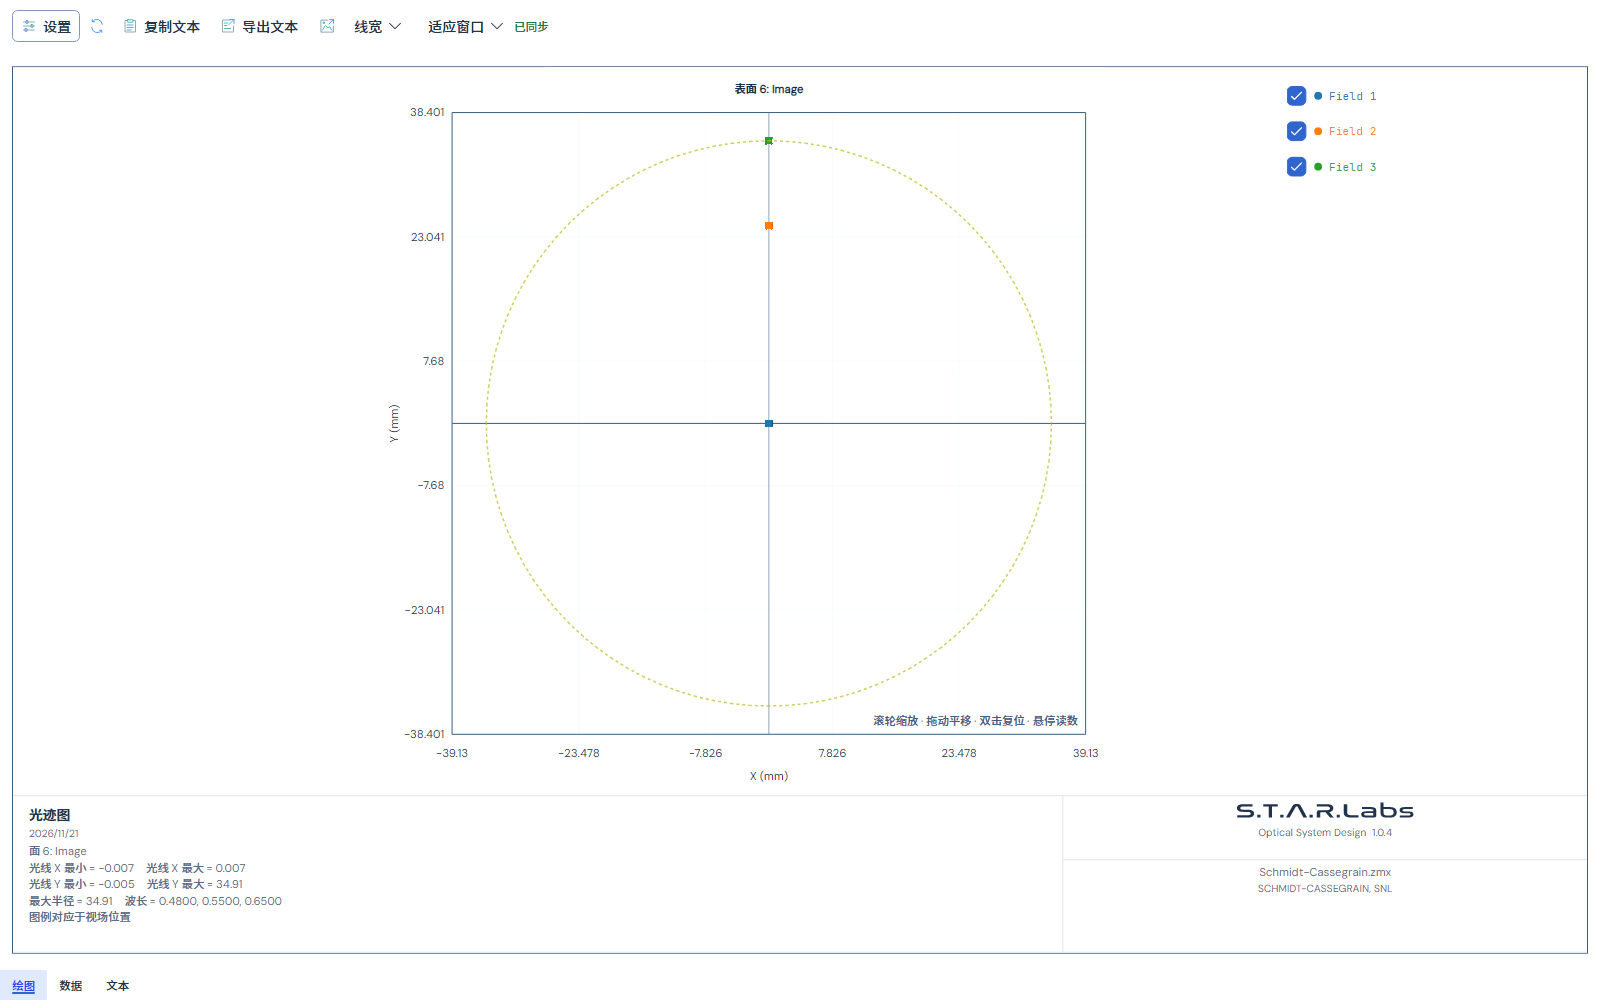 设置 复制文本 导出文本 线宽 适应窗口 已同步
表面 6: Image
38.401
23.041
7.68
-7.68
-23.041
-38.401
Y (mm)
-39.13 -23.478 -7.826 7.826 23.478 39.13
X (mm)
滚轮缩放 · 拖动平移 · 双击复位 · 悬停读数
Field 1
Field 2
Field 3
光迹图
2026/11/21
面 6: Image
光线 X 最小 = -0.007 光线 X 最大 = 0.007
光线 Y 最小 = -0.005 光线 Y 最大 = 34.91
最大半径 = 34.91 波长 = 0.4800, 0.5500, 0.6500
图例对应于视场位置
S.T.A.R.Labs
Optical System Design 1.0.4
Schmidt-Cassegrain.zmx
SCHMIDT-CASSEGRAIN, SNL
绘图 数据 文本